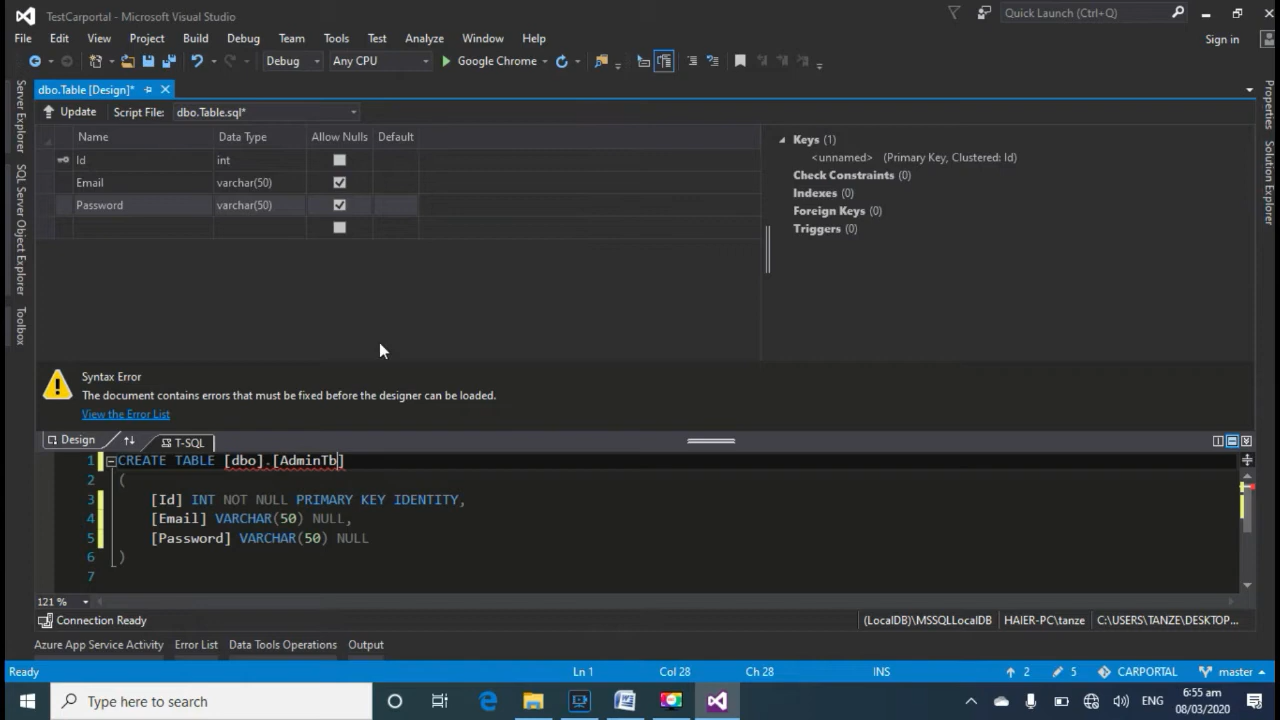 TestCarportal - Microsoft Visual Studio
Quick Launch (Ctrl+Q)
File Edit View Project Build Debug Team Tools Test Analyze Window Help
Sign in
Debug Any CPU Google Chrome
dbo.Table [Design]*
Update Script File: dbo.Table.sql*
Name Data Type Allow Nulls Default
Id int
Email varchar(50)
Password varchar(50)
Keys (1)
<unnamed> (Primary Key, Clustered: Id)
Check Constraints (0)
Indexes (0)
Foreign Keys (0)
Triggers (0)
Server Explorer
SQL Server Object Explorer
Toolbox
Properties
Solution Explorer
Syntax Error
The document contains errors that must be fixed before the designer can be loaded.
View the Error List
Design T-SQL
1 CREATE TABLE [dbo].[AdminTb]
2 (
3 [Id] INT NOT NULL PRIMARY KEY IDENTITY,
4 [Email] VARCHAR(50) NULL,
5 [Password] VARCHAR(50) NULL
6 )
7
121 %
Connection Ready (LocalDB)\MSSQLLocalDB HAIER-PC\tanze C:\USERS\TANZE\DESKTOP...
Azure App Service Activity Error List Data Tools Operations Output
Ready Ln 1 Col 28 Ch 28 INS 2 5 CARPORTAL master
Type here to search
ENG
6:55 am
08/03/2020